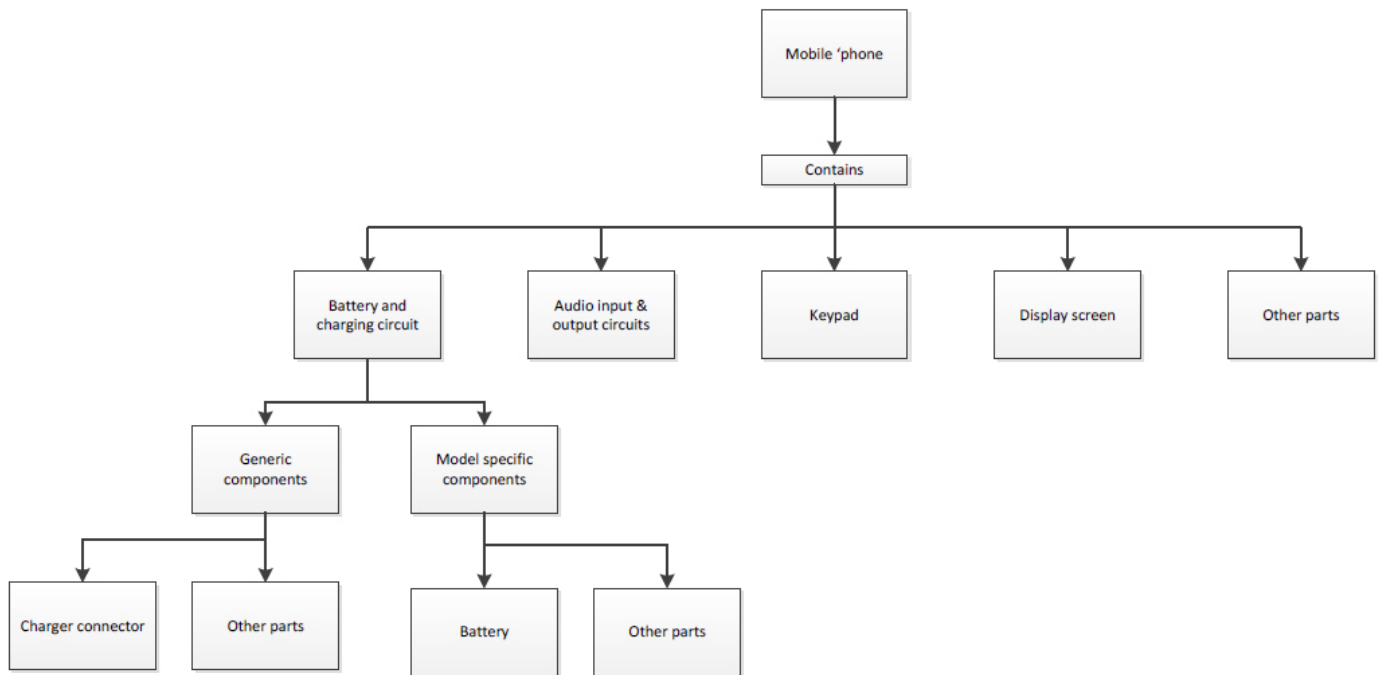 Mobile ‘phone
Contains
Battery and
charging circuit
Audio input &
output circuits
Keypad
Display screen
Other parts
Generic
components
Model specific
components
Charger connector
Other parts
Battery
Other parts